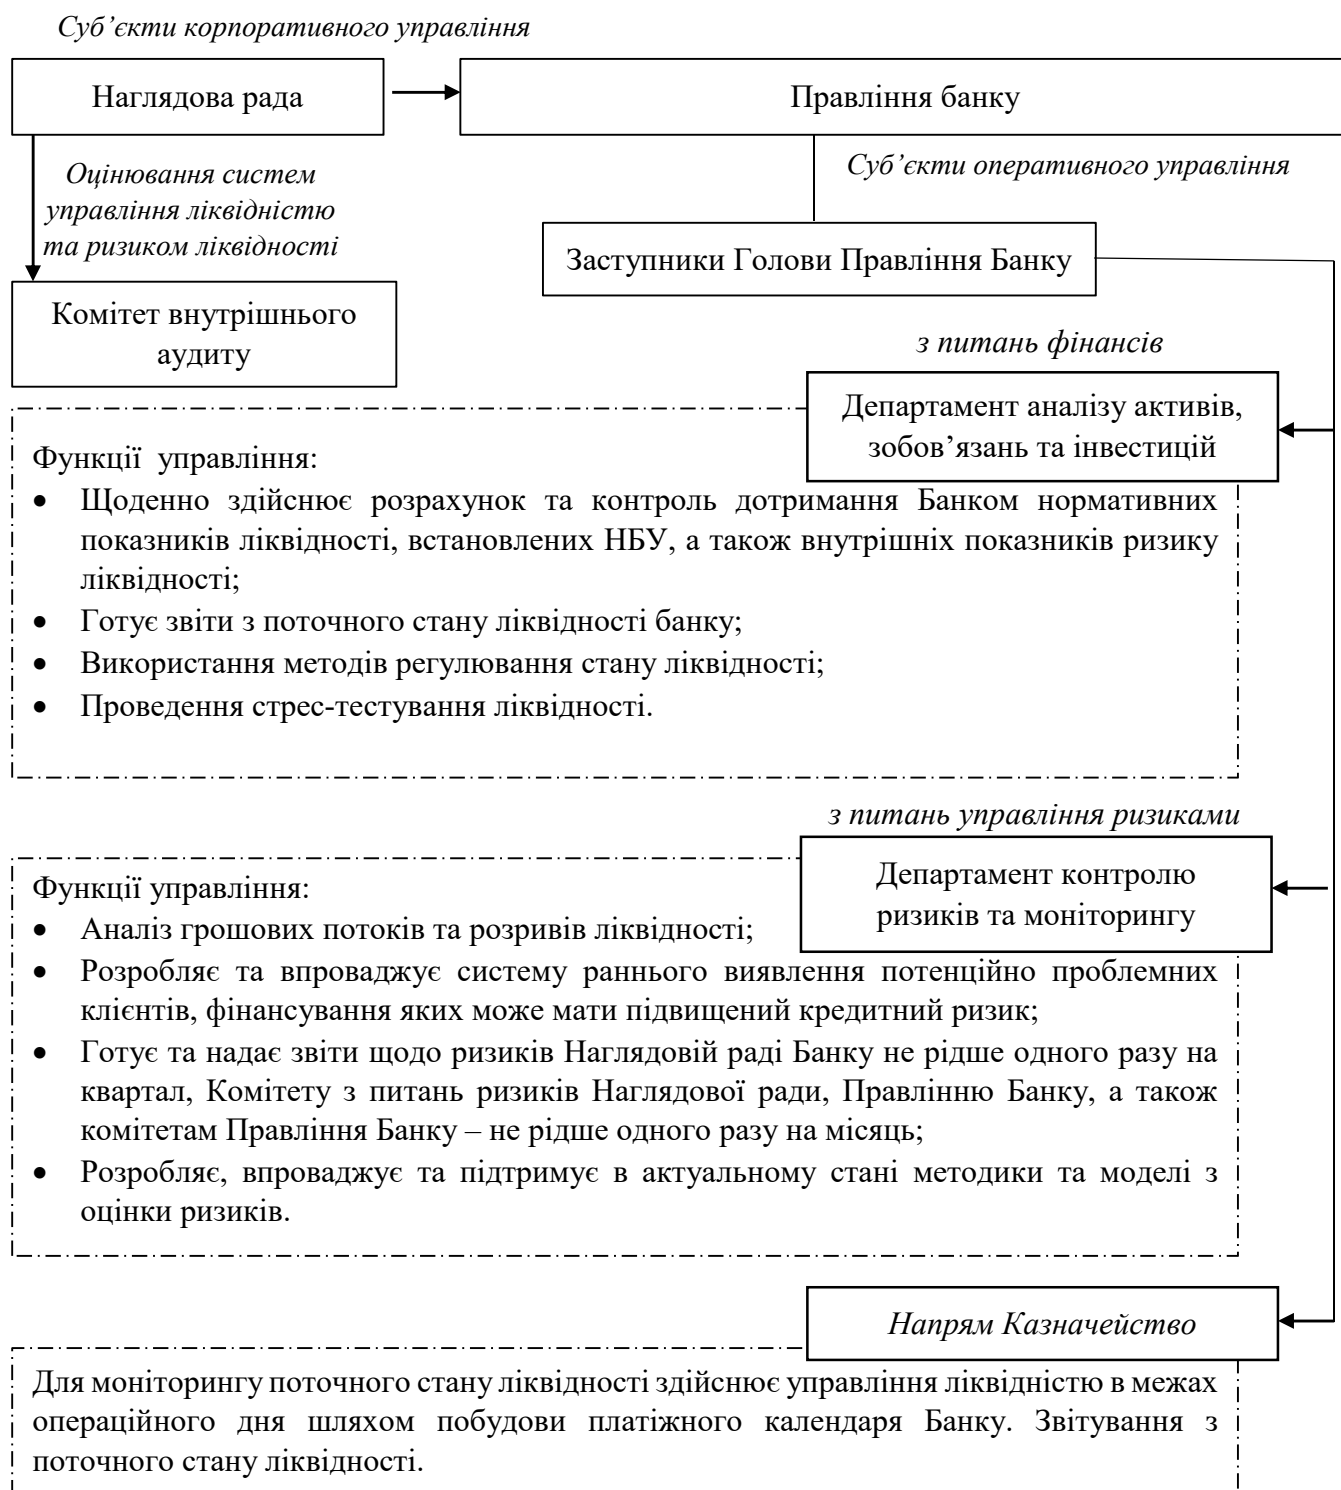 Суб’єкти корпоративного управління
Наглядова рада
Правління банку
Оцінювання систем
управління ліквідністю
та ризиком ліквідності
Суб’єкти оперативного управління
Заступники Голови Правління Банку
Комітет внутрішнього
аудиту
з питань фінансів
Департамент аналізу активів,
зобов’язань та інвестицій
Функції управління:
• Щоденно здійснює розрахунок та контроль дотримання Банком нормативних
показників ліквідності, встановлених НБУ, а також внутрішніх показників ризику
ліквідності;
• Готує звіти з поточного стану ліквідності банку;
• Використання методів регулювання стану ліквідності;
• Проведення стрес-тестування ліквідності.
з питань управління ризиками
Департамент контролю
ризиків та моніторингу
Функції управління:
• Аналіз грошових потоків та розривів ліквідності;
• Розробляє та впроваджує систему раннього виявлення потенційно проблемних
клієнтів, фінансування яких може мати підвищений кредитний ризик;
• Готує та надає звіти щодо ризиків Наглядовій раді Банку не рідше одного разу на
квартал, Комітету з питань ризиків Наглядової ради, Правлінню Банку, а також
комітетам Правління Банку – не рідше одного разу на місяць;
• Розробляє, впроваджує та підтримує в актуальному стані методики та моделі з
оцінки ризиків.
Напрям Казначейство
Для моніторингу поточного стану ліквідності здійснює управління ліквідністю в межах
операційного дня шляхом побудови платіжного календаря Банку. Звітування з
поточного стану ліквідності.